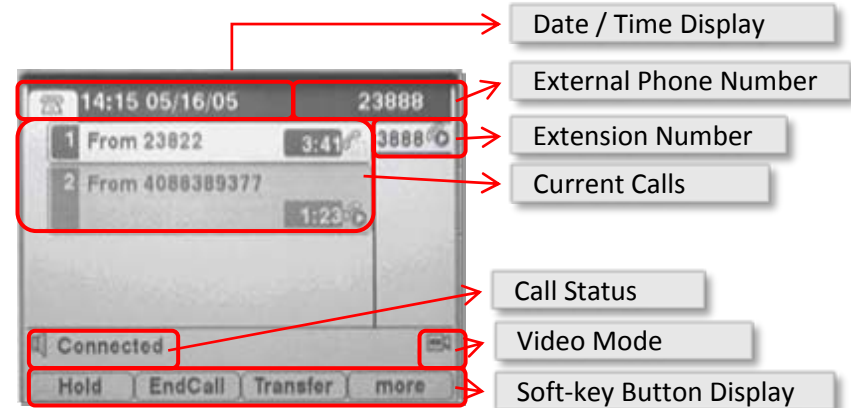 Date / Time Display
External Phone Number
14:15 05/16/05 23888
1 From 23822 3:41 3888
Extension Number
2 From 4088389377
Current Calls
1:23
Call Status
Connected
Video Mode
Hold EndCall Transfer more
Soft-key Button Display